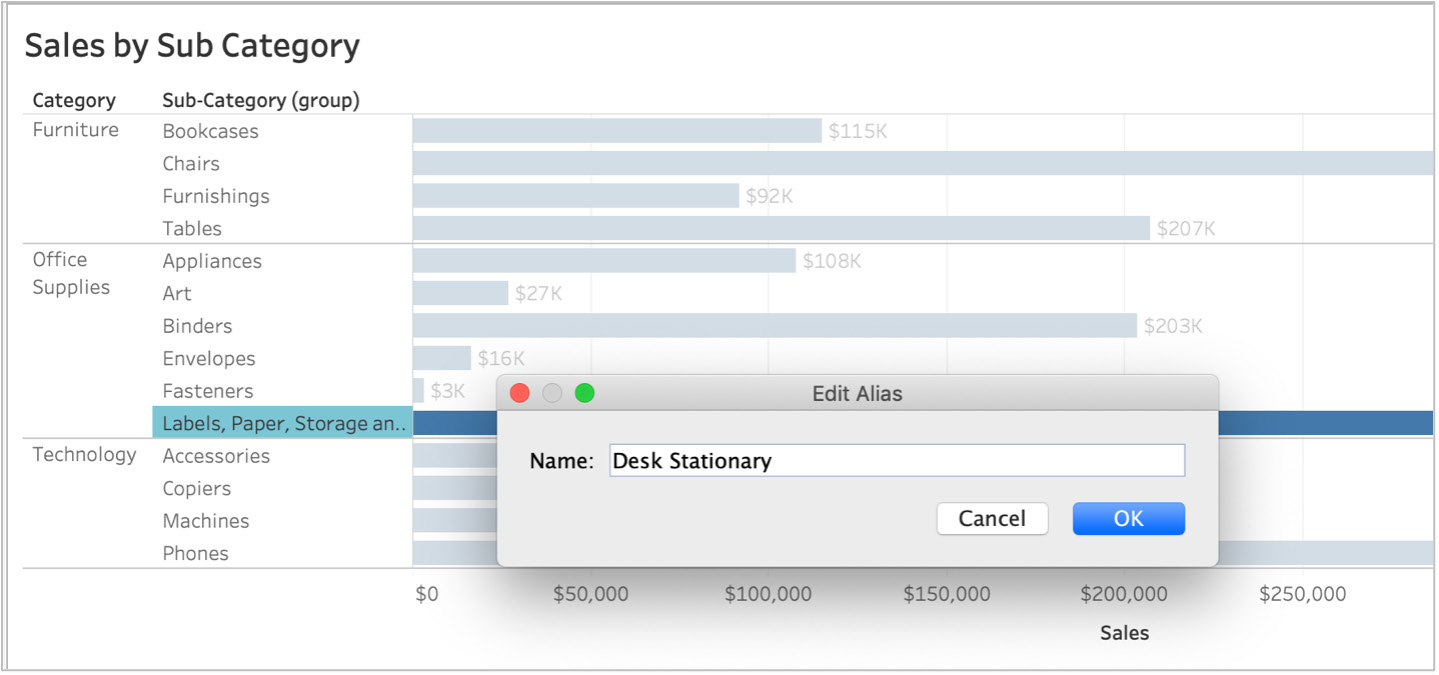 Sales by Sub Category
Category Sub-Category (group)
Furniture Bookcases $115K
Chairs
Furnishings $92K
Tables $207K
Office Supplies Appliances $108K
Art $27K
Binders $203K
Envelopes $16K
Fasteners $3K
Labels, Paper, Storage an..
Technology Accessories
Copiers
Machines
Phones
Edit Alias
Name: Desk Stationary
Cancel OK
$0 $50,000 $100,000 $150,000 $200,000 $250,000
Sales